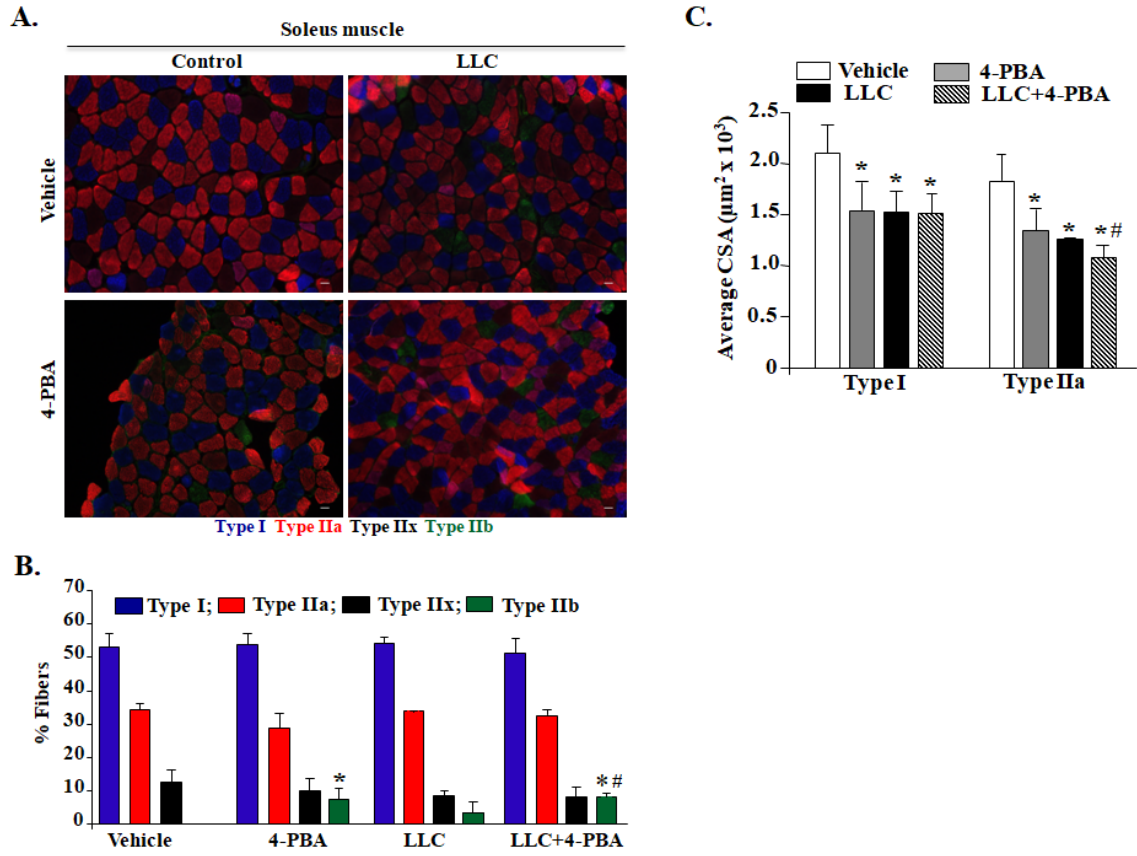 A.
Soleus muscle
Control LLC
Vehicle
4-PBA
Type I Type IIa Type IIx Type IIb
B.
70
60
50
40
30
20
10
0
% Fibers
Type I; Type IIa; Type IIx; Type IIb
* * #
Vehicle 4-PBA LLC LLC+4-PBA
C.
Vehicle 4-PBA
LLC LLC+4-PBA
2.5
2.0
1.5
1.0
0.5
0
Average CSA (µm² x 10³)
* * * * * * #
Type I Type IIa